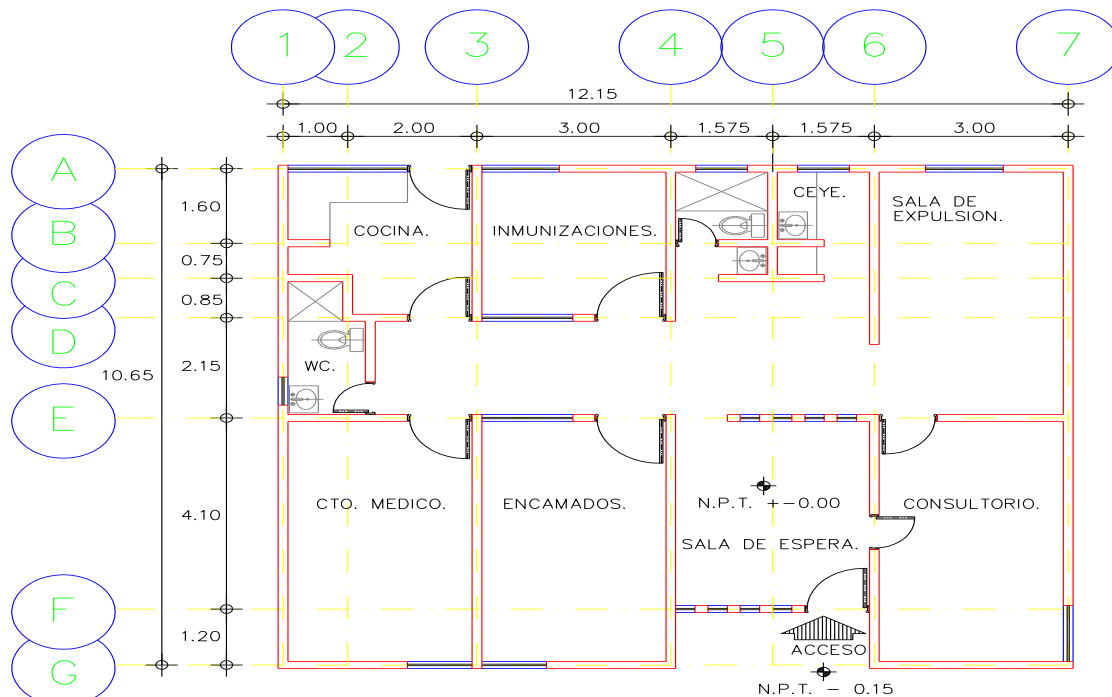 1 2 3 4 5 6 7
12.15
1.00 2.00 3.00 1.575 1.575 3.00
A
B
C
D
E
F
G
1.60
0.75
0.85
2.15
10.65
4.10
1.20
COCINA.
INMUNIZACIONES.
CEYE.
SALA DE
EXPULSION.
WC.
CTO. MEDICO.
ENCAMADOS.
N.P.T. +-0.00
SALA DE ESPERA.
CONSULTORIO.
ACCESO
N.P.T. - 0.15